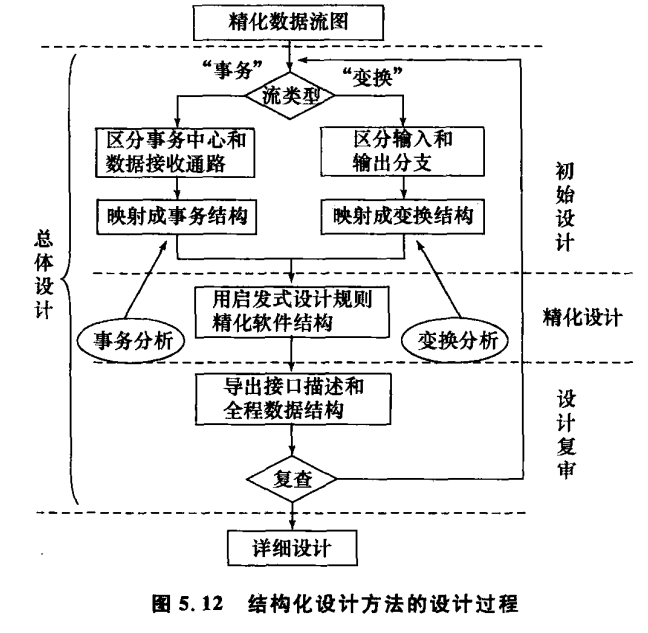 精化数据流图
“事务”
“变换”
流类型
区分事务中心和
数据接收通路
区分输入和
输出分支
映射成事务结构
映射成变换结构
初始设计
总体设计
用启发式设计规则
精化软件结构
精化设计
事务分析
变换分析
导出接口描述和
全程数据结构
设计复审
复查
详细设计
图 5.12 结构化设计方法的设计过程